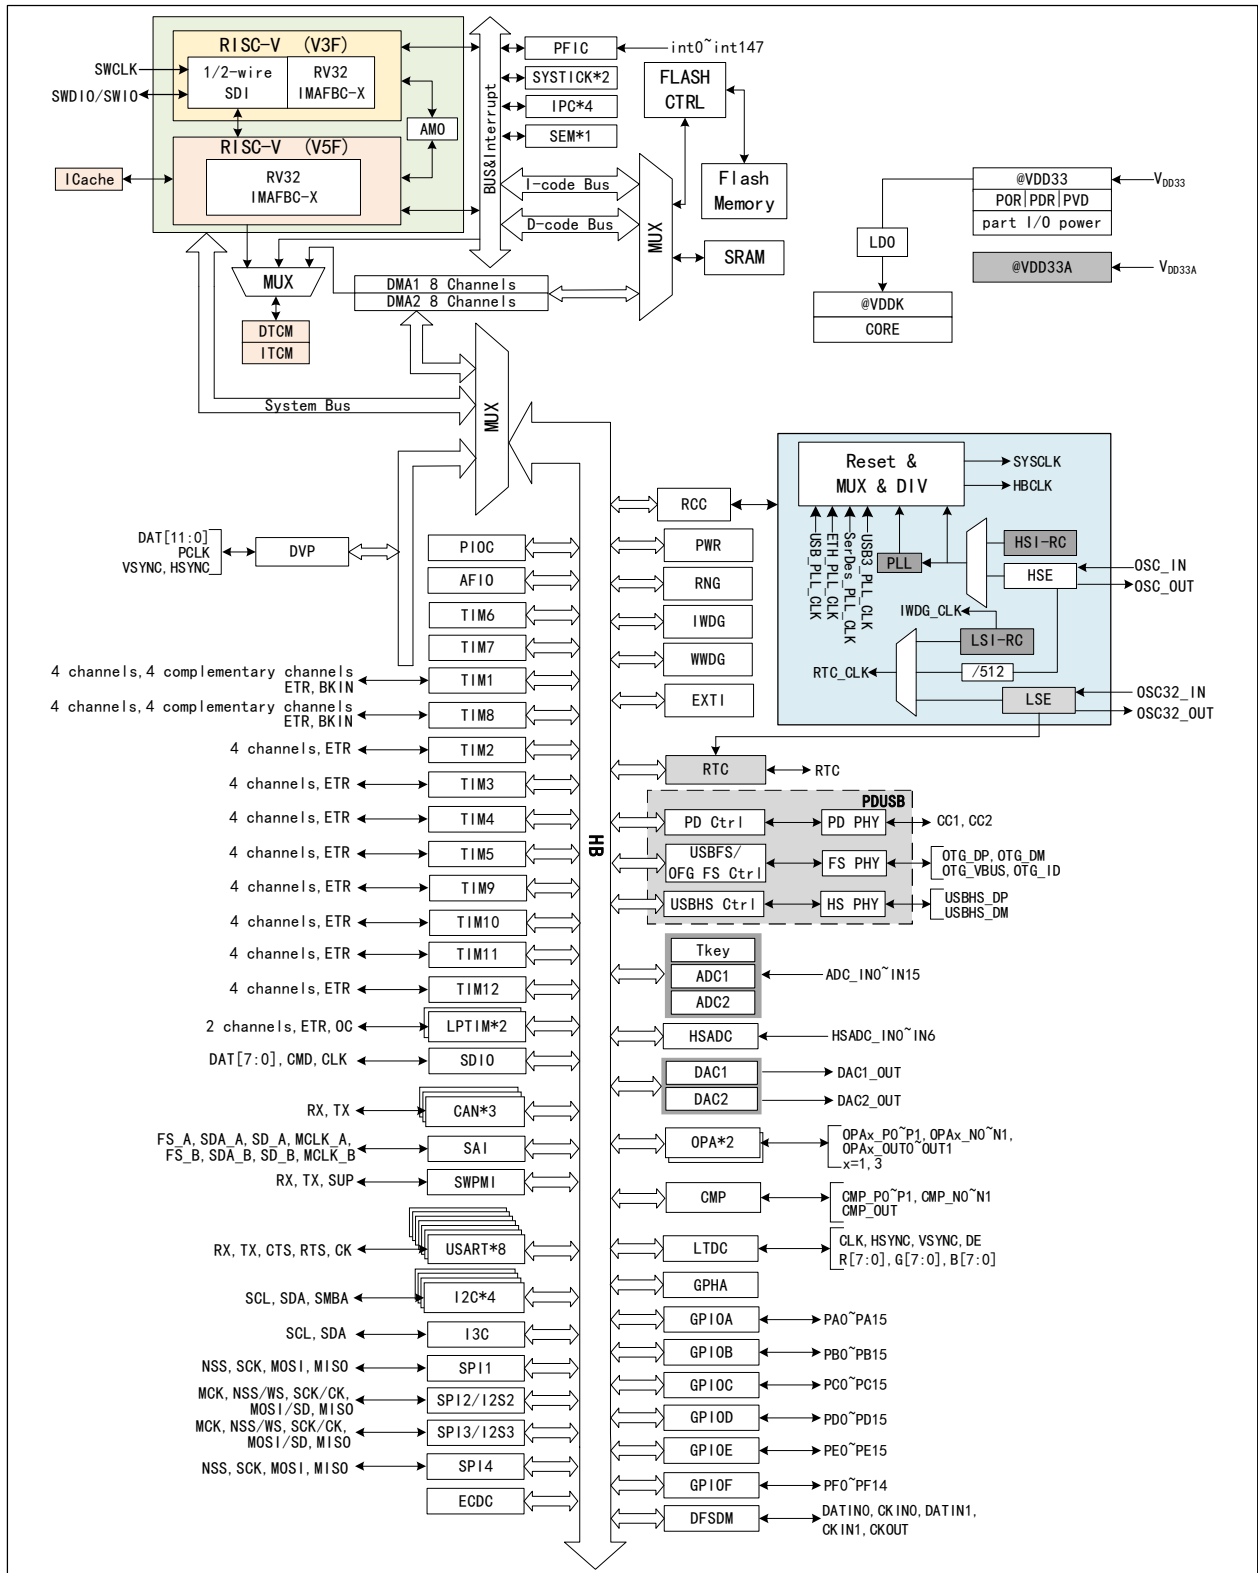 RISC-V (V3F)
1/2-wire
SDI
RV32
IMAFBC-X
SWCLK
SWDIO/SWIO
AMO
RISC-V (V5F)
RV32
IMAFBC-X
ICache
BUS&Interrupt
PFIC
int0~int147
SYSTICK*2
IPC*4
SEM*1
FLASH
CTRL
Flash
Memory
I-code Bus
D-code Bus
MUX
SRAM
@VDD33
POR|PDR|PVD
part I/O power
VDD33
LDO
@VDD33A
VDD33A
@VDDK
CORE
MUX
DTCM
ITCM
DMA1 8 Channels
DMA2 8 Channels
System Bus
MUX
DAT[11:0]
PCLK
VSYNC, HSYNC
DVP
HB
PIOC
AFIO
TIM6
TIM7
4 channels, 4 complementary channels
ETR, BKIN
TIM1
4 channels, 4 complementary channels
ETR, BKIN
TIM8
4 channels, ETR
TIM2
4 channels, ETR
TIM3
4 channels, ETR
TIM4
4 channels, ETR
TIM5
4 channels, ETR
TIM9
4 channels, ETR
TIM10
4 channels, ETR
TIM11
4 channels, ETR
TIM12
2 channels, ETR, OC
LPTIM*2
DAT[7:0], CMD, CLK
SDIO
RX, TX
CAN*3
FS_A, SDA_A, SD_A, MCLK_A,
FS_B, SDA_B, SD_B, MCLK_B
SAI
RX, TX, SUP
SWPMI
RX, TX, CTS, RTS, CK
USART*8
SCL, SDA, SMBA
I2C*4
SCL, SDA
I3C
NSS, SCK, MOSI, MISO
SPI1
MCK, NSS/WS, SCK/CK,
MOSI/SD, MISO
SPI2/I2S2
MCK, NSS/WS, SCK/CK,
MOSI/SD, MISO
SPI3/I2S3
NSS, SCK, MOSI, MISO
SPI4
ECDC
RCC
PWR
RNG
IWDG
WWDG
EXTI
Reset &
MUX & DIV
SYSCLK
HBCLK
USB_PLL_CLK
ETH_PLL_CLK
SerDes_PLL_CLK
USB3_PLL_CLK
PLL
HSI-RC
HSE
OSC_IN
OSC_OUT
IWDG_CLK
LSI-RC
RTC_CLK
/512
LSE
OSC32_IN
OSC32_OUT
RTC
RTC
PDUSB
PD Ctrl
PD PHY
CC1, CC2
USBFS/
OFG FS Ctrl
FS PHY
OTG_DP, OTG_DM
OTG_VBUS, OTG_ID
USBHS Ctrl
HS PHY
USBHS_DP
USBHS_DM
Tkey
ADC1
ADC2
ADC_IN0~IN15
HSADC
HSADC_IN0~IN6
DAC1
DAC1_OUT
DAC2
DAC2_OUT
OPA*2
OPAx_P0~P1, OPAx_N0~N1,
OPAx_OUT0~OUT1
x=1, 3
CMP
CMP_P0~P1, CMP_N0~N1
CMP_OUT
LTDC
CLK, HSYNC, VSYNC, DE
R[7:0], G[7:0], B[7:0]
GPHA
GPIOA
PA0~PA15
GPIOB
PB0~PB15
GPIOC
PC0~PC15
GPIOD
PD0~PD15
GPIOE
PE0~PE15
GPIOF
PF0~PF14
DFSDM
DATIN0, CKIN0, DATIN1,
CKIN1, CKOUT